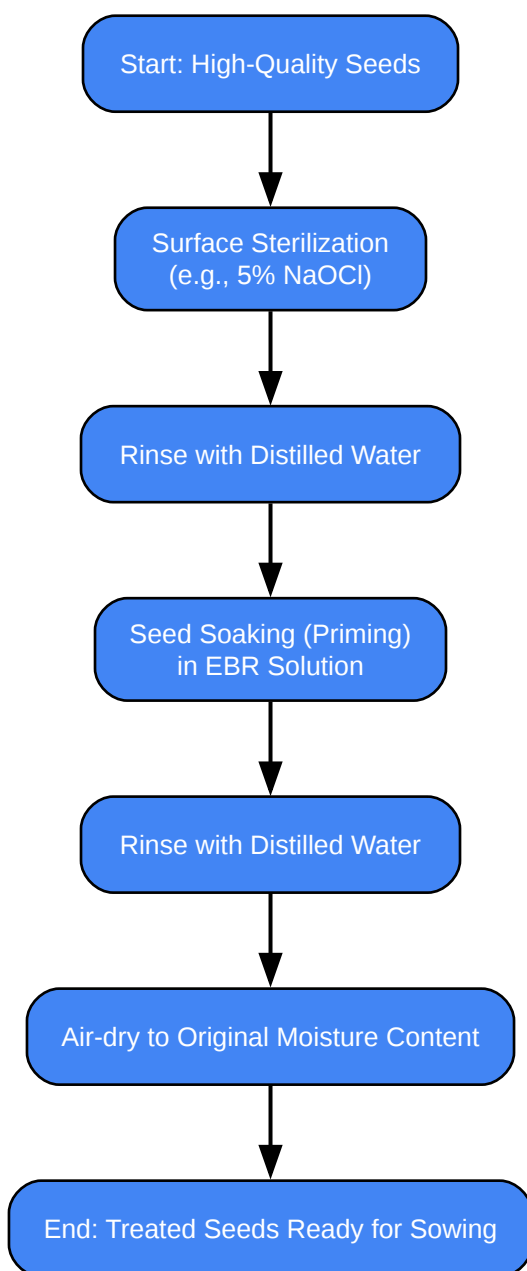 Start: High-Quality Seeds
Surface Sterilization
(e.g., 5% NaOCl)
Rinse with Distilled Water
Seed Soaking (Priming)
in EBR Solution
Rinse with Distilled Water
Air-dry to Original Moisture Content
End: Treated Seeds Ready for Sowing